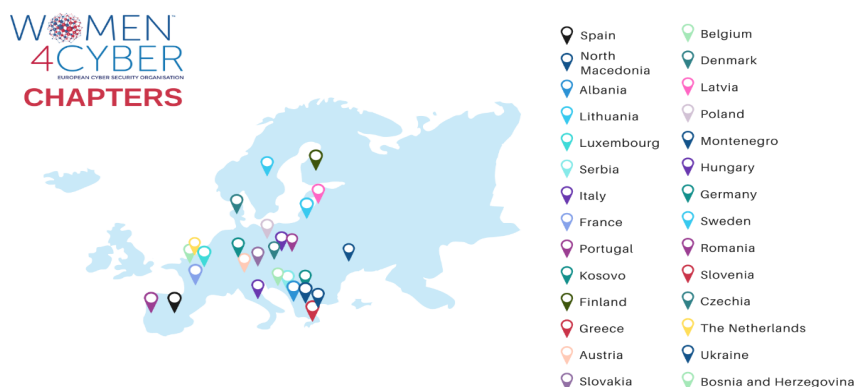 WOMEN
4CYBER
EUROPEAN CYBER SECURITY ORGANISATION
CHAPTERS
Spain
North
Macedonia
Albania
Lithuania
Luxembourg
Serbia
Italy
France
Portugal
Kosovo
Finland
Greece
Austria
Slovakia
Belgium
Denmark
Latvia
Poland
Montenegro
Hungary
Germany
Sweden
Romania
Slovenia
Czechia
The Netherlands
Ukraine
Bosnia and Herzegovina